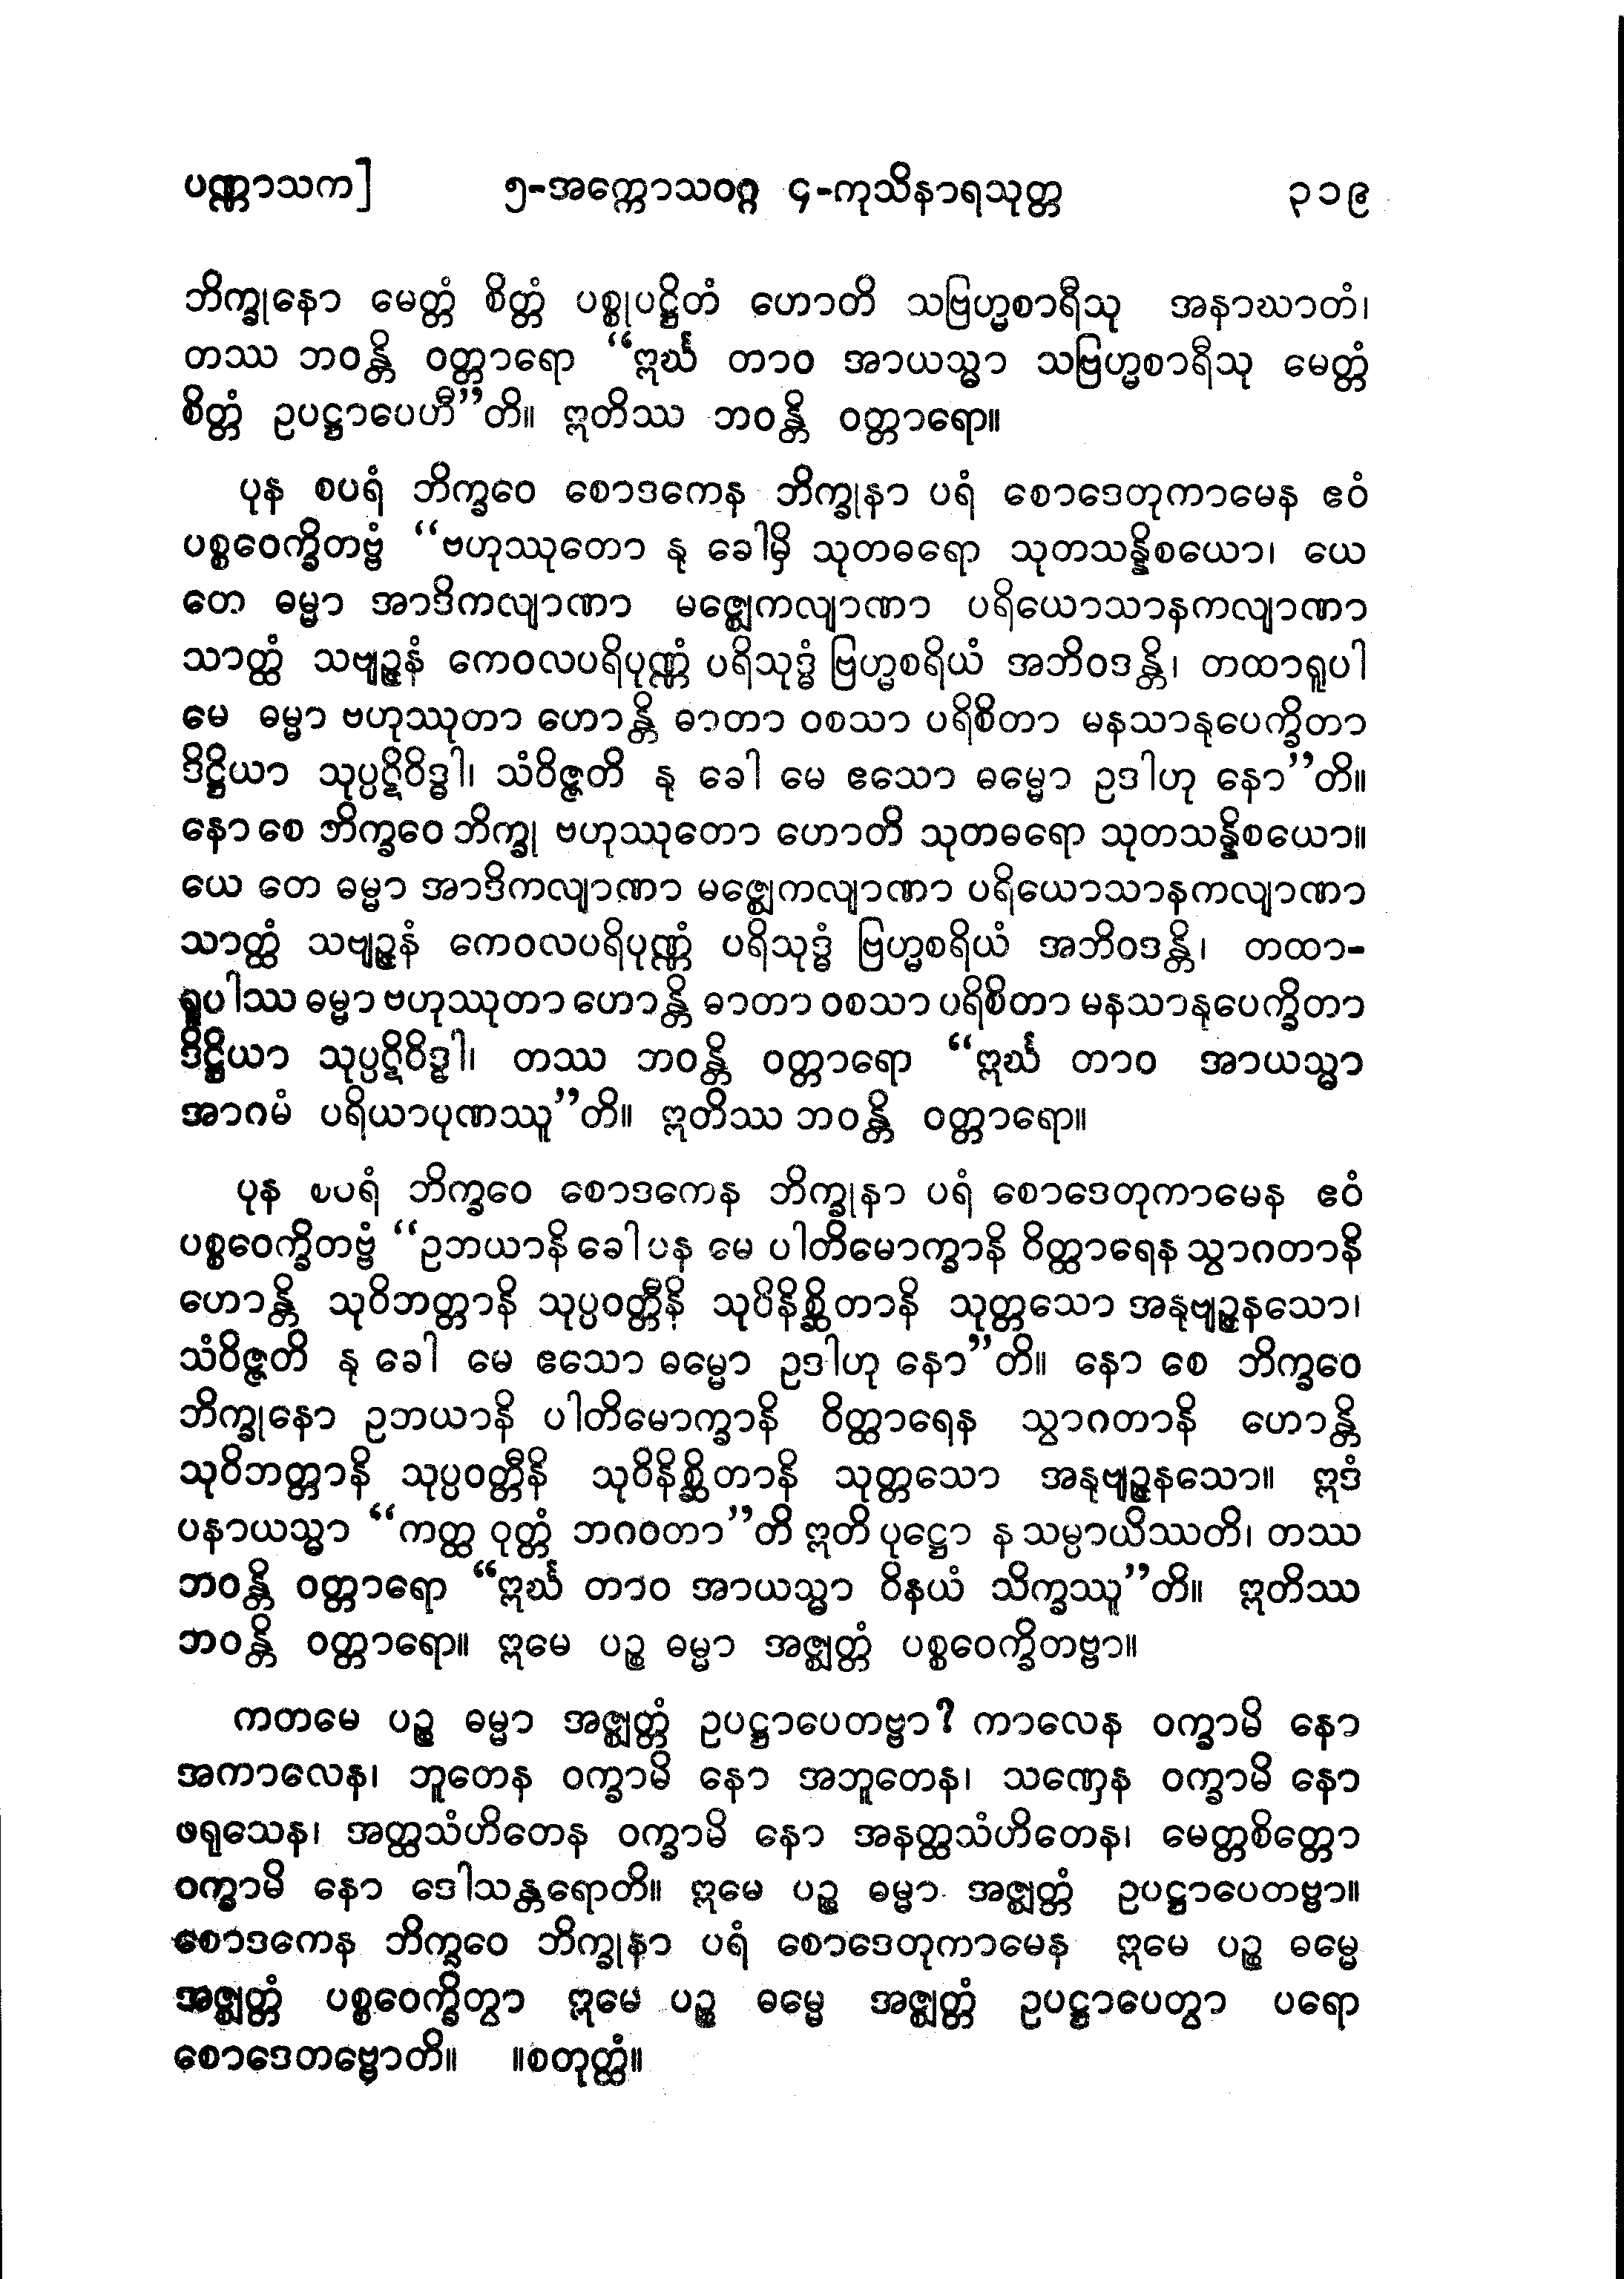 ပဏ္ဏာသက] ၅-အက္ကောသဝဂ္ဂ ၄-ကုသိနာရသုတ္တ ၃၁၉
ဘိက္ခုနော မေတ္တံ စိတ္တံ ပစ္စုပဋ္ဌိတံ ဟောတိ သဗြဟ္မစာရီသု အနာဃာတံ၊
တဿ ဘဝန္တိ ဝတ္တာရော “ဣင်္ဃ တာဝ အာယသ္မာ သဗြဟ္မစာရီသု မေတ္တံ
စိတ္တံ ဥပဋ္ဌာပေဟီ”တိ။ ဣတိဿ ဘဝန္တိ ဝတ္တာရော။
ပုန စပရံ ဘိက္ခဝေ စောဒကေန ဘိက္ခုနာ ပရံ စောဒေတုကာမေန ဧဝံ
ပစ္စဝေက္ခိတဗ္ဗံ “ဗဟုဿုတော နု ခေါမှိ သုတဓရော သုတသန္နိစယော၊ ယေ
တေ ဓမ္မာ အာဒိကလျာဏာ မဇ္ဈေကလျာဏာ ပရိယောသာနကလျာဏာ
သာတ္ထံ သဗျဉ္ဇနံ ကေဝလပရိပုဏ္ဏံ ပရိသုဒ္ဓံ ဗြဟ္မစရိယံ အဘိဝဒန္တိ၊ တထာရူပါ
မေ ဓမ္မာ ဗဟုဿုတာ ဟောန္တိ ဓာတာ ဝစသာ ပရိစိတာ မနသာနုပေက္ခိတာ
ဒိဋ္ဌိယာ သုပ္ပဋိဝိဒ္ဓါ၊ သံဝိဇ္ဇတိ နု ခေါ မေ ဧသော ဓမ္မော ဥဒါဟု နော”တိ။
နော စေ ဘိက္ခဝေ ဘိက္ခု ဗဟုဿုတော ဟောတိ သုတဓရော သုတသန္နိစယော။
ယေ တေ ဓမ္မာ အာဒိကလျာဏာ မဇ္ဈေကလျာဏာ ပရိယောသာနကလျာဏာ
သာတ္ထံ သဗျဉ္ဇနံ ကေဝလပရိပုဏ္ဏံ ပရိသုဒ္ဓံ ဗြဟ္မစရိယံ အဘိဝဒန္တိ၊ တထာ-
ရူပါဿ ဓမ္မာ ဗဟုဿုတာ ဟောန္တိ ဓာတာ ဝစသာ ပရိစိတာ မနသာနုပေက္ခိတာ
ဒိဋ္ဌိယာ သုပ္ပဋိဝိဒ္ဓါ၊ တဿ ဘဝန္တိ ဝတ္တာရော “ဣင်္ဃ တာဝ အာယသ္မာ
အာဂမံ ပရိယာပုဏဿူ”တိ။ ဣတိဿ ဘဝန္တိ ဝတ္တာရော။
ပုန စပရံ ဘိက္ခဝေ စောဒကေန ဘိက္ခုနာ ပရံ စောဒေတုကာမေန ဧဝံ
ပစ္စဝေက္ခိတဗ္ဗံ “ဥဘယာနိ ခေါ ပန မေ ပါတိမောက္ခာနိ ဝိတ္ထာရေန သွာဂတာနိ
ဟောန္တိ သုဝိဘတ္တာနိ သုပ္ပဝတ္တီနိ သုဝိနိစ္ဆိတာနိ သုတ္တသော အနုဗျဉ္ဇနသော၊
သံဝိဇ္ဇတိ နု ခေါ မေ ဧသော ဓမ္မော ဥဒါဟု နော”တိ။ နော စေ ဘိက္ခဝေ
ဘိက္ခုနော ဥဘယာနိ ပါတိမောက္ခာနိ ဝိတ္ထာရေန သွာဂတာနိ ဟောန္တိ
သုဝိဘတ္တာနိ သုပ္ပဝတ္တီနိ သုဝိနိစ္ဆိတာနိ သုတ္တသော အနုဗျဉ္ဇနသော။ ဣဒံ
ပနာယသ္မာ “ကတ္ထ ဝုတ္တံ ဘဂဝတာ”တိ ဣတိ ပုဋ္ဌော န သမ္ပာယိဿတိ၊ တဿ
ဘဝန္တိ ဝတ္တာရော “ဣင်္ဃ တာဝ အာယသ္မာ ဝိနယံ သိက္ခဿူ”တိ။ ဣတိဿ
ဘဝန္တိ ဝတ္တာရော။ ဣမေ ပဉ္စ ဓမ္မာ အဇ္ဈတ္တံ ပစ္စဝေက္ခိတဗ္ဗာ။
ကတမေ ပဉ္စ ဓမ္မာ အဇ္ဈတ္တံ ဥပဋ္ဌာပေတဗ္ဗာ? ကာလေန ဝက္ခာမိ နော
အကာလေန၊ ဘူတေန ဝက္ခာမိ နော အဘူတေန၊ သဏှေန ဝက္ခာမိ နော
ဖရုသေန၊ အတ္ထသံဟိတေန ဝက္ခာမိ နော အနတ္ထသံဟိတေန၊ မေတ္တစိတ္တော
ဝက္ခာမိ နော ဒေါသန္တရောတိ။ ဣမေ ပဉ္စ ဓမ္မာ အဇ္ဈတ္တံ ဥပဋ္ဌာပေတဗ္ဗာ။
စောဒကေန ဘိက္ခဝေ ဘိက္ခုနာ ပရံ စောဒေတုကာမေန ဣမေ ပဉ္စ ဓမ္မေ
အဇ္ဈတ္တံ ပစ္စဝေက္ခိတွာ ဣမေ ပဉ္စ ဓမ္မေ အဇ္ဈတ္တံ ဥပဋ္ဌာပေတွာ ပရော
စောဒေတဗ္ဗောတိ။ ။စတုတ္ထံ။